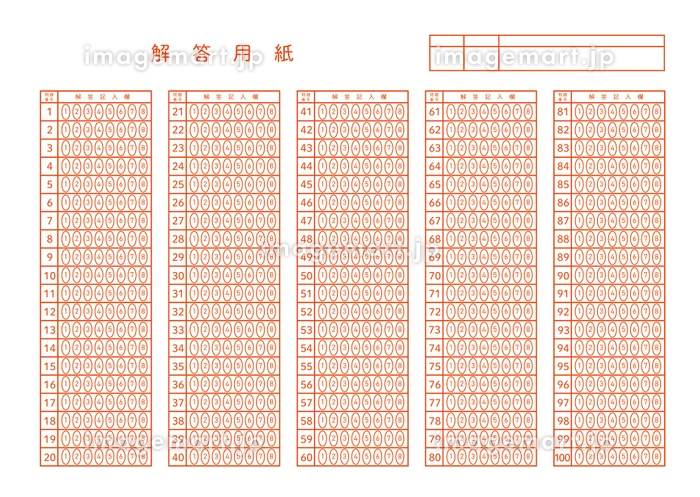 解答用紙
問題番号 解答記入欄 問題番号 解答記入欄 問題番号 解答記入欄 問題番号 解答記入欄 問題番号 解答記入欄
1 ①②③④⑤⑥⑦⑧ 21 ①②③④⑤⑥⑦⑧ 41 ①②③④⑤⑥⑦⑧ 61 ①②③④⑤⑥⑦⑧ 81 ①②③④⑤⑥⑦⑧
2 ①②③④⑤⑥⑦⑧ 22 ①②③④⑤⑥⑦⑧ 42 ①②③④⑤⑥⑦⑧ 62 ①②③④⑤⑥⑦⑧ 82 ①②③④⑤⑥⑦⑧
3 ①②③④⑤⑥⑦⑧ 23 ①②③④⑤⑥⑦⑧ 43 ①②③④⑤⑥⑦⑧ 63 ①②③④⑤⑥⑦⑧ 83 ①②③④⑤⑥⑦⑧
4 ①②③④⑤⑥⑦⑧ 24 ①②③④⑤⑥⑦⑧ 44 ①②③④⑤⑥⑦⑧ 64 ①②③④⑤⑥⑦⑧ 84 ①②③④⑤⑥⑦⑧
5 ①②③④⑤⑥⑦⑧ 25 ①②③④⑤⑥⑦⑧ 45 ①②③④⑤⑥⑦⑧ 65 ①②③④⑤⑥⑦⑧ 85 ①②③④⑤⑥⑦⑧
6 ①②③④⑤⑥⑦⑧ 26 ①②③④⑤⑥⑦⑧ 46 ①②③④⑤⑥⑦⑧ 66 ①②③④⑤⑥⑦⑧ 86 ①②③④⑤⑥⑦⑧
7 ①②③④⑤⑥⑦⑧ 27 ①②③④⑤⑥⑦⑧ 47 ①②③④⑤⑥⑦⑧ 67 ①②③④⑤⑥⑦⑧ 87 ①②③④⑤⑥⑦⑧
8 ①②③④⑤⑥⑦⑧ 28 ①②③④⑤⑥⑦⑧ 48 ①②③④⑤⑥⑦⑧ 68 ①②③④⑤⑥⑦⑧ 88 ①②③④⑤⑥⑦⑧
9 ①②③④⑤⑥⑦⑧ 29 ①②③④⑤⑥⑦⑧ 49 ①②③④⑤⑥⑦⑧ 69 ①②③④⑤⑥⑦⑧ 89 ①②③④⑤⑥⑦⑧
10 ①②③④⑤⑥⑦⑧ 30 ①②③④⑤⑥⑦⑧ 50 ①②③④⑤⑥⑦⑧ 70 ①②③④⑤⑥⑦⑧ 90 ①②③④⑤⑥⑦⑧
11 ①②③④⑤⑥⑦⑧ 31 ①②③④⑤⑥⑦⑧ 51 ①②③④⑤⑥⑦⑧ 71 ①②③④⑤⑥⑦⑧ 91 ①②③④⑤⑥⑦⑧
12 ①②③④⑤⑥⑦⑧ 32 ①②③④⑤⑥⑦⑧ 52 ①②③④⑤⑥⑦⑧ 72 ①②③④⑤⑥⑦⑧ 92 ①②③④⑤⑥⑦⑧
13 ①②③④⑤⑥⑦⑧ 33 ①②③④⑤⑥⑦⑧ 53 ①②③④⑤⑥⑦⑧ 73 ①②③④⑤⑥⑦⑧ 93 ①②③④⑤⑥⑦⑧
14 ①②③④⑤⑥⑦⑧ 34 ①②③④⑤⑥⑦⑧ 54 ①②③④⑤⑥⑦⑧ 74 ①②③④⑤⑥⑦⑧ 94 ①②③④⑤⑥⑦⑧
15 ①②③④⑤⑥⑦⑧ 35 ①②③④⑤⑥⑦⑧ 55 ①②③④⑤⑥⑦⑧ 75 ①②③④⑤⑥⑦⑧ 95 ①②③④⑤⑥⑦⑧
16 ①②③④⑤⑥⑦⑧ 36 ①②③④⑤⑥⑦⑧ 56 ①②③④⑤⑥⑦⑧ 76 ①②③④⑤⑥⑦⑧ 96 ①②③④⑤⑥⑦⑧
17 ①②③④⑤⑥⑦⑧ 37 ①②③④⑤⑥⑦⑧ 57 ①②③④⑤⑥⑦⑧ 77 ①②③④⑤⑥⑦⑧ 97 ①②③④⑤⑥⑦⑧
18 ①②③④⑤⑥⑦⑧ 38 ①②③④⑤⑥⑦⑧ 58 ①②③④⑤⑥⑦⑧ 78 ①②③④⑤⑥⑦⑧ 98 ①②③④⑤⑥⑦⑧
19 ①②③④⑤⑥⑦⑧ 39 ①②③④⑤⑥⑦⑧ 59 ①②③④⑤⑥⑦⑧ 79 ①②③④⑤⑥⑦⑧ 99 ①②③④⑤⑥⑦⑧
20 ①②③④⑤⑥⑦⑧ 40 ①②③④⑤⑥⑦⑧ 60 ①②③④⑤⑥⑦⑧ 80 ①②③④⑤⑥⑦⑧ 100 ①②③④⑤⑥⑦⑧
imagemart.jp
imagemart.jp
imagemart.jp
imagemart.jp
imagemart.jp